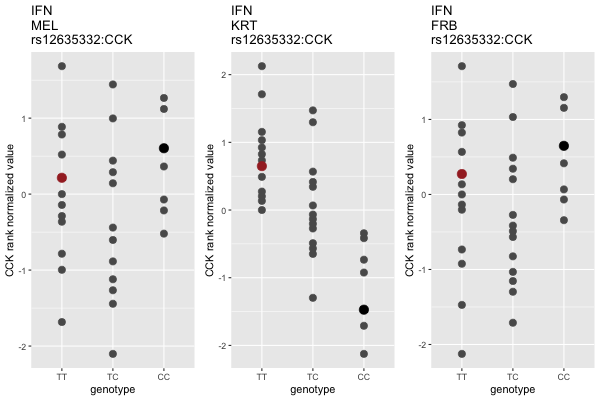 IFN
MEL
rs12635332:CCK
CCK rank normalized value
1
0
-1
-2
TT
TC
CC
genotype
IFN
KRT
rs12635332:CCK
CCK rank normalized value
2
1
0
-1
-2
TT
TC
CC
genotype
IFN
FRB
rs12635332:CCK
CCK rank normalized value
1
0
-1
-2
TT
TC
CC
genotype